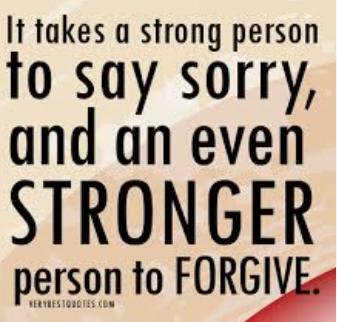 It takes a strong person
to say sorry,
and an even
STRONGER
person to FORGIVE.
VERYBESTQUOTES.COM